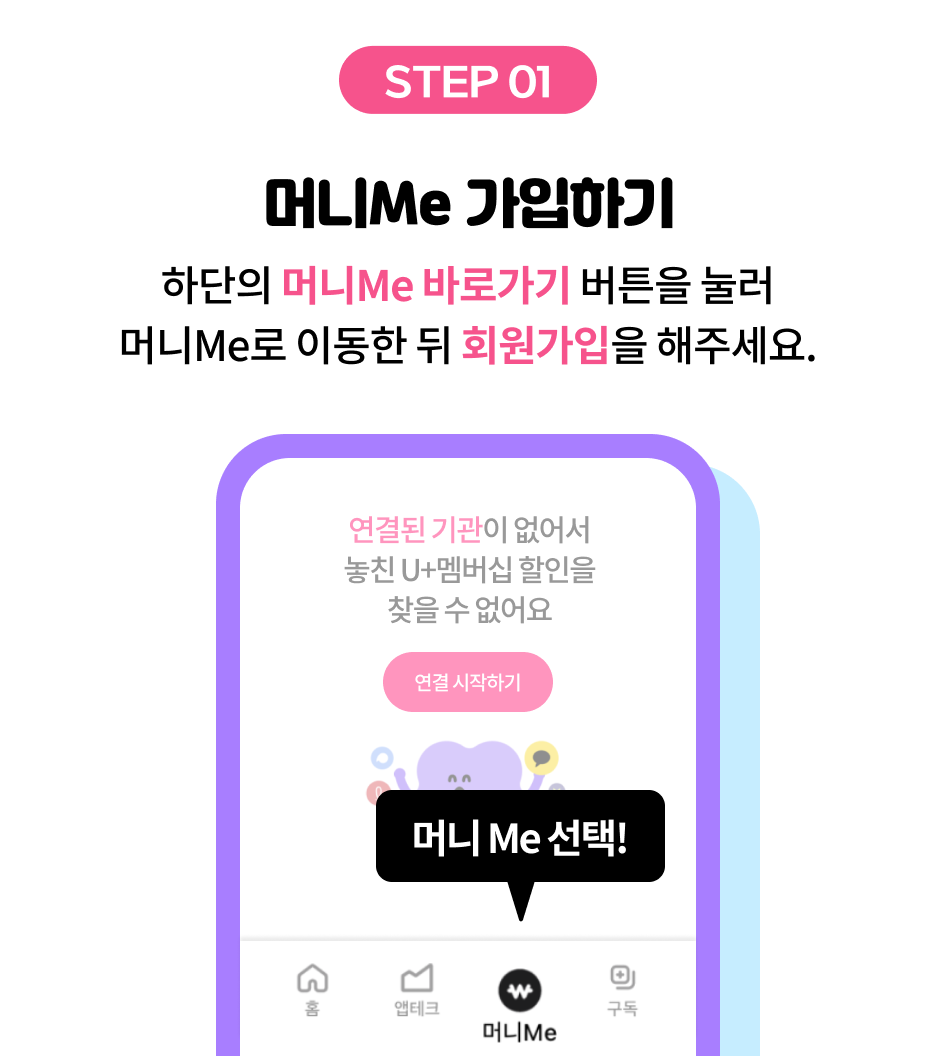 STEP 01
머니Me 가입하기
하단의 머니Me 바로가기 버튼을 눌러
머니Me로 이동한 뒤 회원가입을 해주세요.
연결된 기관이 없어서
놓친 U+멤버십 할인을
찾을 수 없어요
연결 시작하기
머니 Me 선택!
홈
앱테크
머니Me
구독